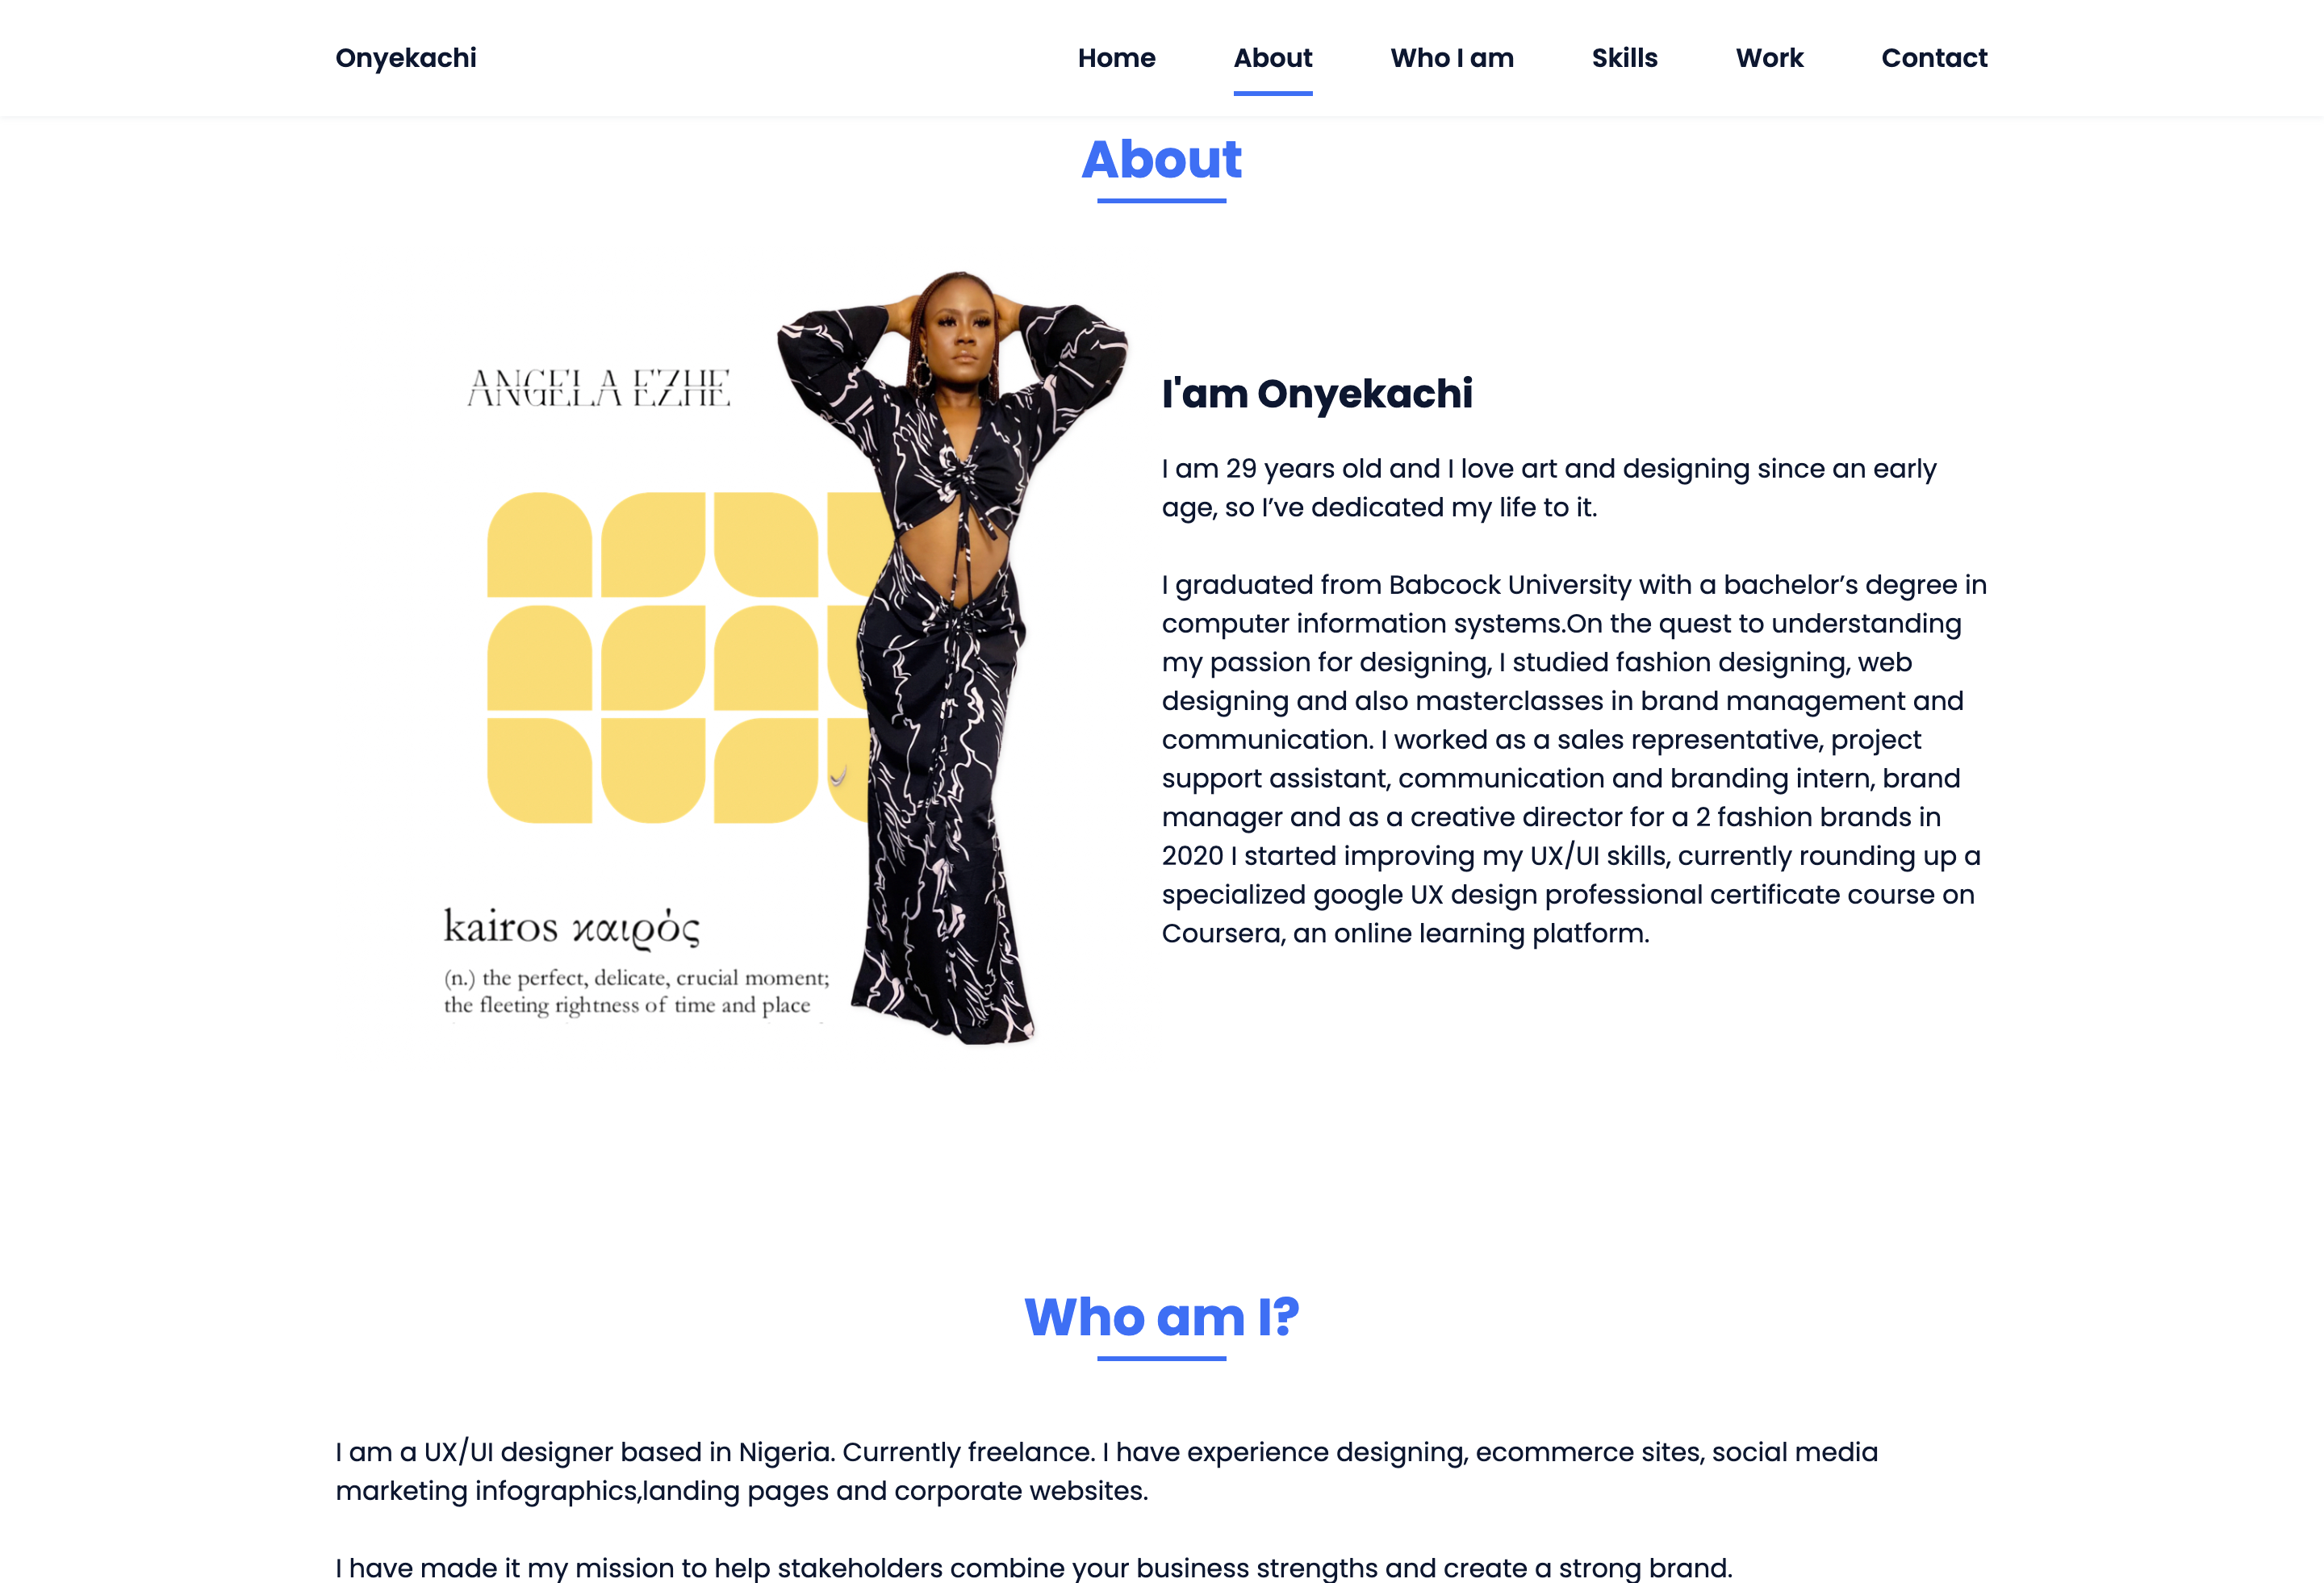 Onyekachi
Home About Who I am Skills Work Contact
About
ANGELA EZHE
kairos καιρὸς
(n.) the perfect, delicate, crucial moment;
the fleeting rightness of time and place
I'am Onyekachi
I am 29 years old and I love art and designing since an early
age, so I’ve dedicated my life to it.
I graduated from Babcock University with a bachelor’s degree in
computer information systems.On the quest to understanding
my passion for designing, I studied fashion designing, web
designing and also masterclasses in brand management and
communication. I worked as a sales representative, project
support assistant, communication and branding intern, brand
manager and as a creative director for a 2 fashion brands in
2020 I started improving my UX/UI skills, currently rounding up a
specialized google UX design professional certificate course on
Coursera, an online learning platform.
Who am I?
I am a UX/UI designer based in Nigeria. Currently freelance. I have experience designing, ecommerce sites, social media
marketing infographics,landing pages and corporate websites.
I have made it my mission to help stakeholders combine your business strengths and create a strong brand.